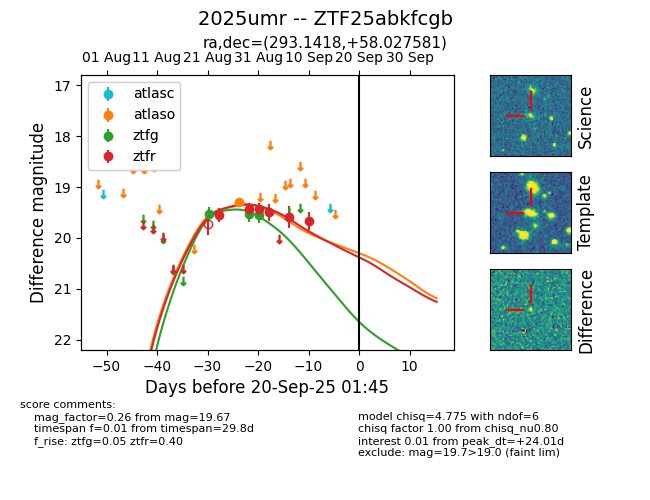 2025umr -- ZTF25abkfcgb
ra,dec=(293.1418,+58.027581)
01 Aug 11 Aug 21 Aug 31 Aug 10 Sep 20 Sep 30 Sep
17
18
19
20
21
22
Difference magnitude
atlasc
atlaso
ztfg
ztfr
−50 −40 −30 −20 −10 0 10
Days before 20-Sep-25 01:45
Science
Template
Difference
score comments:
mag_factor=0.26 from mag=19.67
timespan f=0.01 from timespan=29.8d
f_rise: ztfg=0.05 ztfr=0.40
model chisq=4.775 with ndof=6
chisq factor 1.00 from chisq_nu0.80
interest 0.01 from peak_dt=+24.01d
exclude: mag=19.7>19.0 (faint lim)